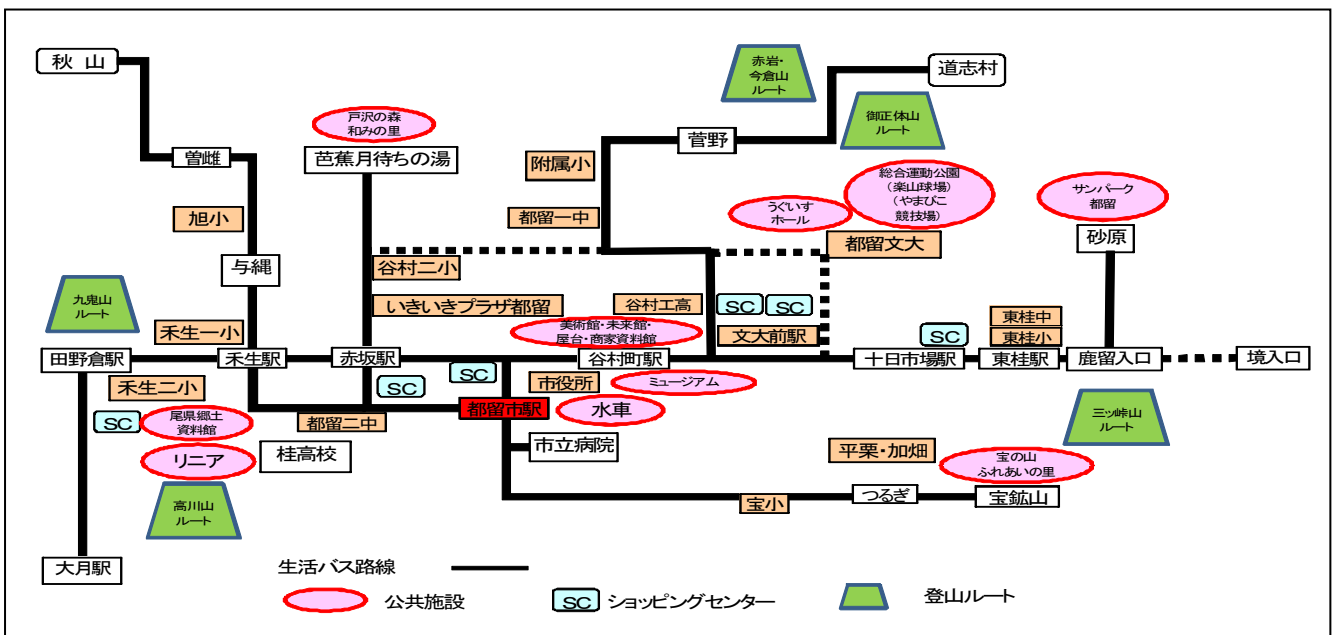 秋山
道志村
赤岩・
今倉山
ルート
御正体山
ルート
戸沢の森
和みの里
芭蕉月待ちの湯
曽雌
菅野
附属小
総合運動公園
(楽山球場)
(やまびこ
競技場)
うぐいす
ホール
サンパーク
都留
旭小
都留一中
都留文大
砂原
与縄
谷村二小
九鬼山
ルート
いきいきプラザ都留
谷村工高
SC
SC
禾生一小
美術館・未来館・
屋台・商家資料館
文大前駅
SC
東桂中
東桂小
田野倉駅
禾生駅
赤坂駅
谷村町駅
十日市場駅
東桂駅
鹿留入口
境入口
禾生二小
SC
SC
市役所
ミュージアム
SC
尾県郷土
資料館
都留二中
都留市駅
水車
三ッ峠山
ルート
リニア
桂高校
市立病院
平栗・加畑
宝の山
ふれあいの里
高川山
ルート
宝小
つるぎ
宝鉱山
大月駅
生活バス路線
公共施設
SC
ショッピングセンター
登山ルート